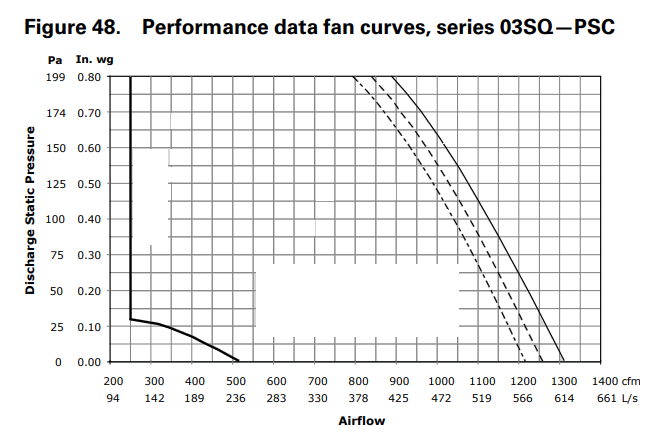 Figure 48. Performance data fan curves, series 03SQ—PSC
Pa In. wg
199 0.80
174 0.70
150 0.60
125 0.50
100 0.40
75 0.30
50 0.20
25 0.10
0 0.00
Discharge Static Pressure
200 300 400 500 600 700 800 900 1000 1100 1200 1300 1400 cfm
94 142 189 236 283 330 378 425 472 519 566 614 661 L/s
Airflow